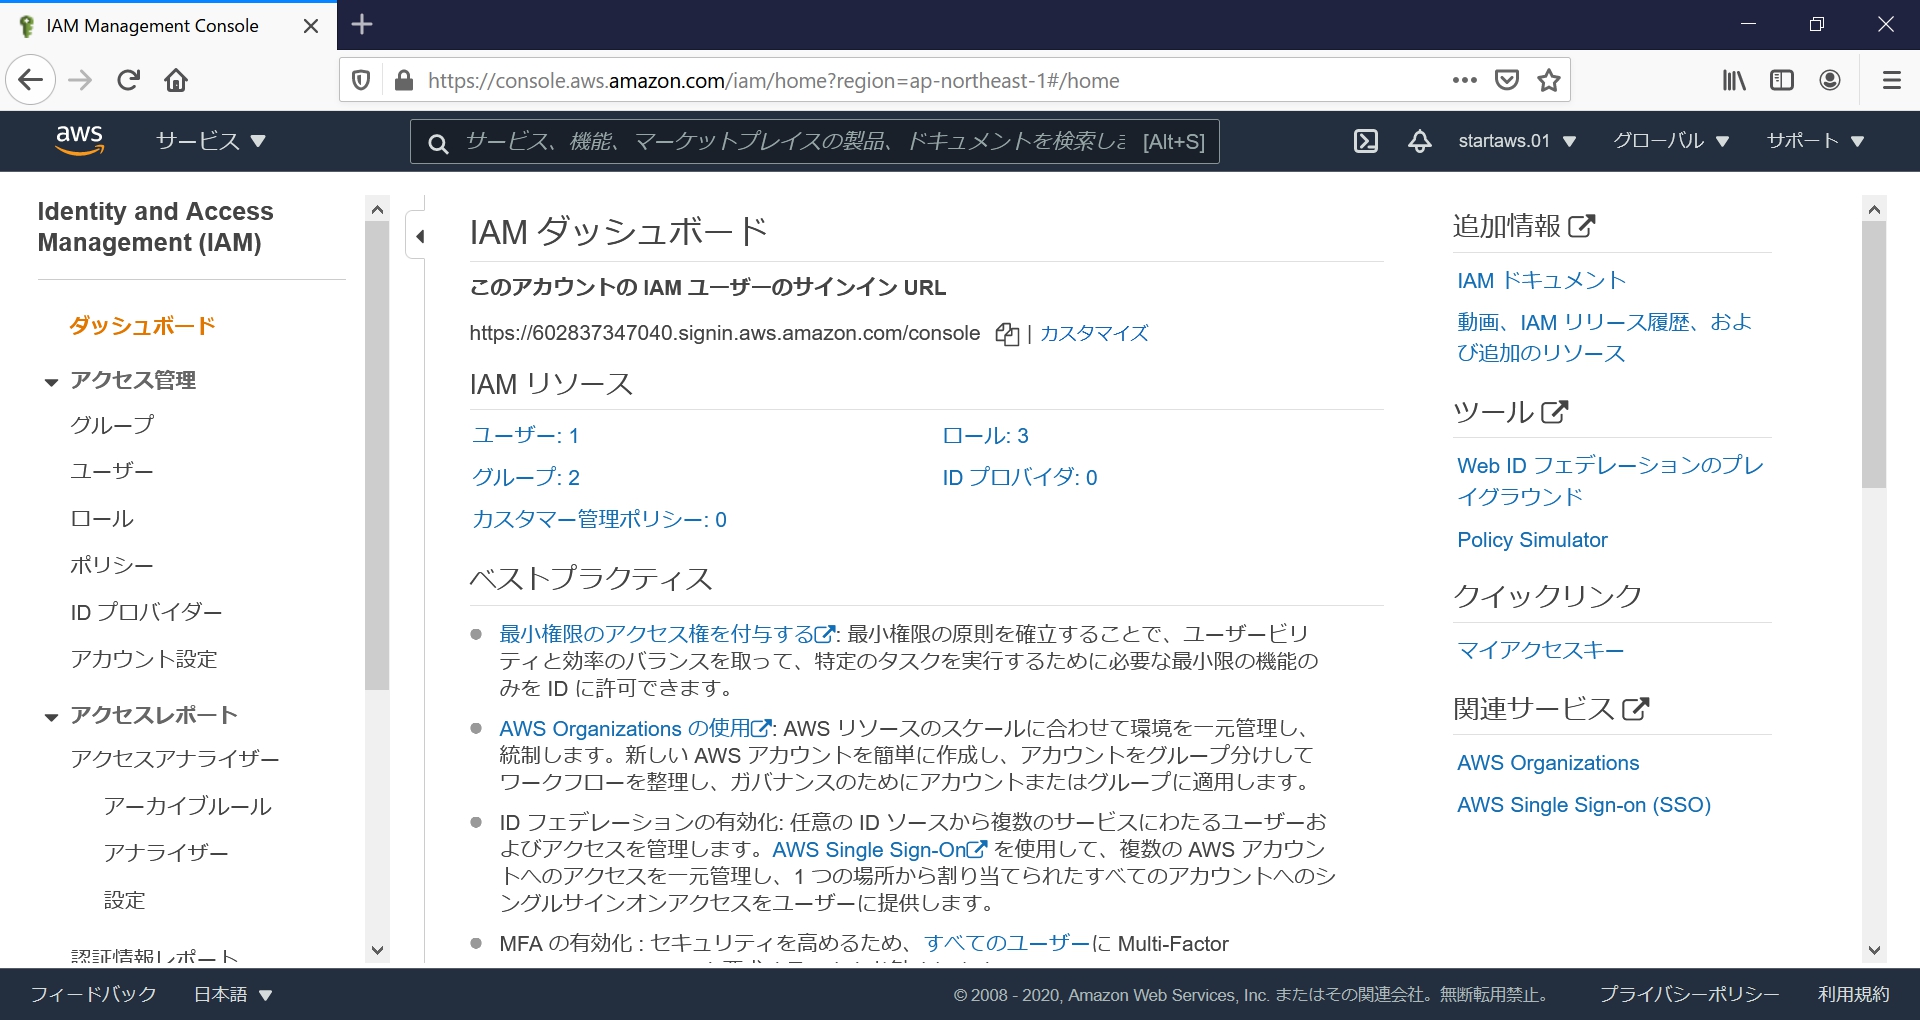 IAM Management Console
https://console.aws.amazon.com/iam/home?region=ap-northeast-1#/home
aws
サービス
サービス、機能、マーケットプレイスの製品、ドキュメントを検索しま
[Alt+S]
startaws.01
グローバル
サポート
Identity and Access
Management (IAM)
ダッシュボード
アクセス管理
グループ
ユーザー
ロール
ポリシー
ID プロバイダー
アカウント設定
アクセスレポート
アクセスアナライザー
アーカイブルール
アナライザー
設定
認証情報レポート
IAM ダッシュボード
このアカウントの IAM ユーザーのサインイン URL
https://602837347040.signin.aws.amazon.com/console | カスタマイズ
IAM リソース
ユーザー: 1
ロール: 3
グループ: 2
ID プロバイダ: 0
カスタマー管理ポリシー: 0
ベストプラクティス
最小権限のアクセス権を付与する: 最小権限の原則を確立することで、ユーザービリ
ティと効率のバランスを取って、特定のタスクを実行するために必要な最小限の機能の
みを ID に許可できます。
AWS Organizations の使用: AWS リソースのスケールに合わせて環境を一元管理し、
統制します。新しい AWS アカウントを簡単に作成し、アカウントをグループ分けして
ワークフローを整理し、ガバナンスのためにアカウントまたはグループに適用します。
ID フェデレーションの有効化: 任意の ID ソースから複数のサービスにわたるユーザーお
よびアクセスを管理します。AWS Single Sign-On を使用して、複数の AWS アカウン
トへのアクセスを一元管理し、1 つの場所から割り当てられたすべてのアカウントへのシ
ングルサインオンアクセスをユーザーに提供します。
MFA の有効化 : セキュリティを高めるため、すべてのユーザーに Multi-Factor
追加情報
IAM ドキュメント
動画、IAM リリース履歴、およ
び追加のリソース
ツール
Web ID フェデレーションのプレ
イグラウンド
Policy Simulator
クイックリンク
マイアクセスキー
関連サービス
AWS Organizations
AWS Single Sign-on (SSO)
フィードバック
日本語
© 2008 - 2020, Amazon Web Services, Inc. またはその関連会社。無断転用禁止。
プライバシーポリシー
利用規約